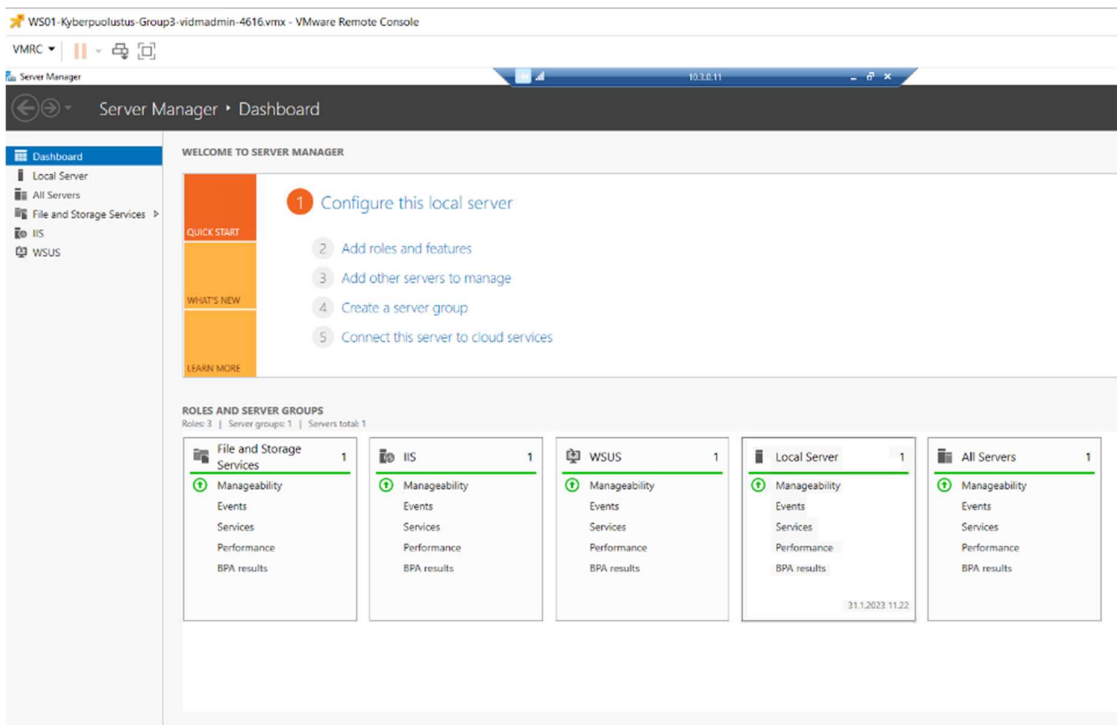 WS01-Kyberpuolustus-Group3-vidmadmin-4616.vmx - VMware Remote Console
VMRC
Server Manager
10.3.0.11
Server Manager • Dashboard
Dashboard
Local Server
All Servers
File and Storage Services
IIS
WSUS
WELCOME TO SERVER MANAGER
QUICK START
WHAT'S NEW
LEARN MORE
1 Configure this local server
2 Add roles and features
3 Add other servers to manage
4 Create a server group
5 Connect this server to cloud services
ROLES AND SERVER GROUPS
Roles: 3 | Server groups: 1 | Servers total: 1
File and Storage
Services 1
Manageability
Events
Services
Performance
BPA results
IIS 1
Manageability
Events
Services
Performance
BPA results
WSUS 1
Manageability
Events
Services
Performance
BPA results
Local Server 1
Manageability
Events
Services
Performance
BPA results
31.1.2023 11.22
All Servers 1
Manageability
Events
Services
Performance
BPA results